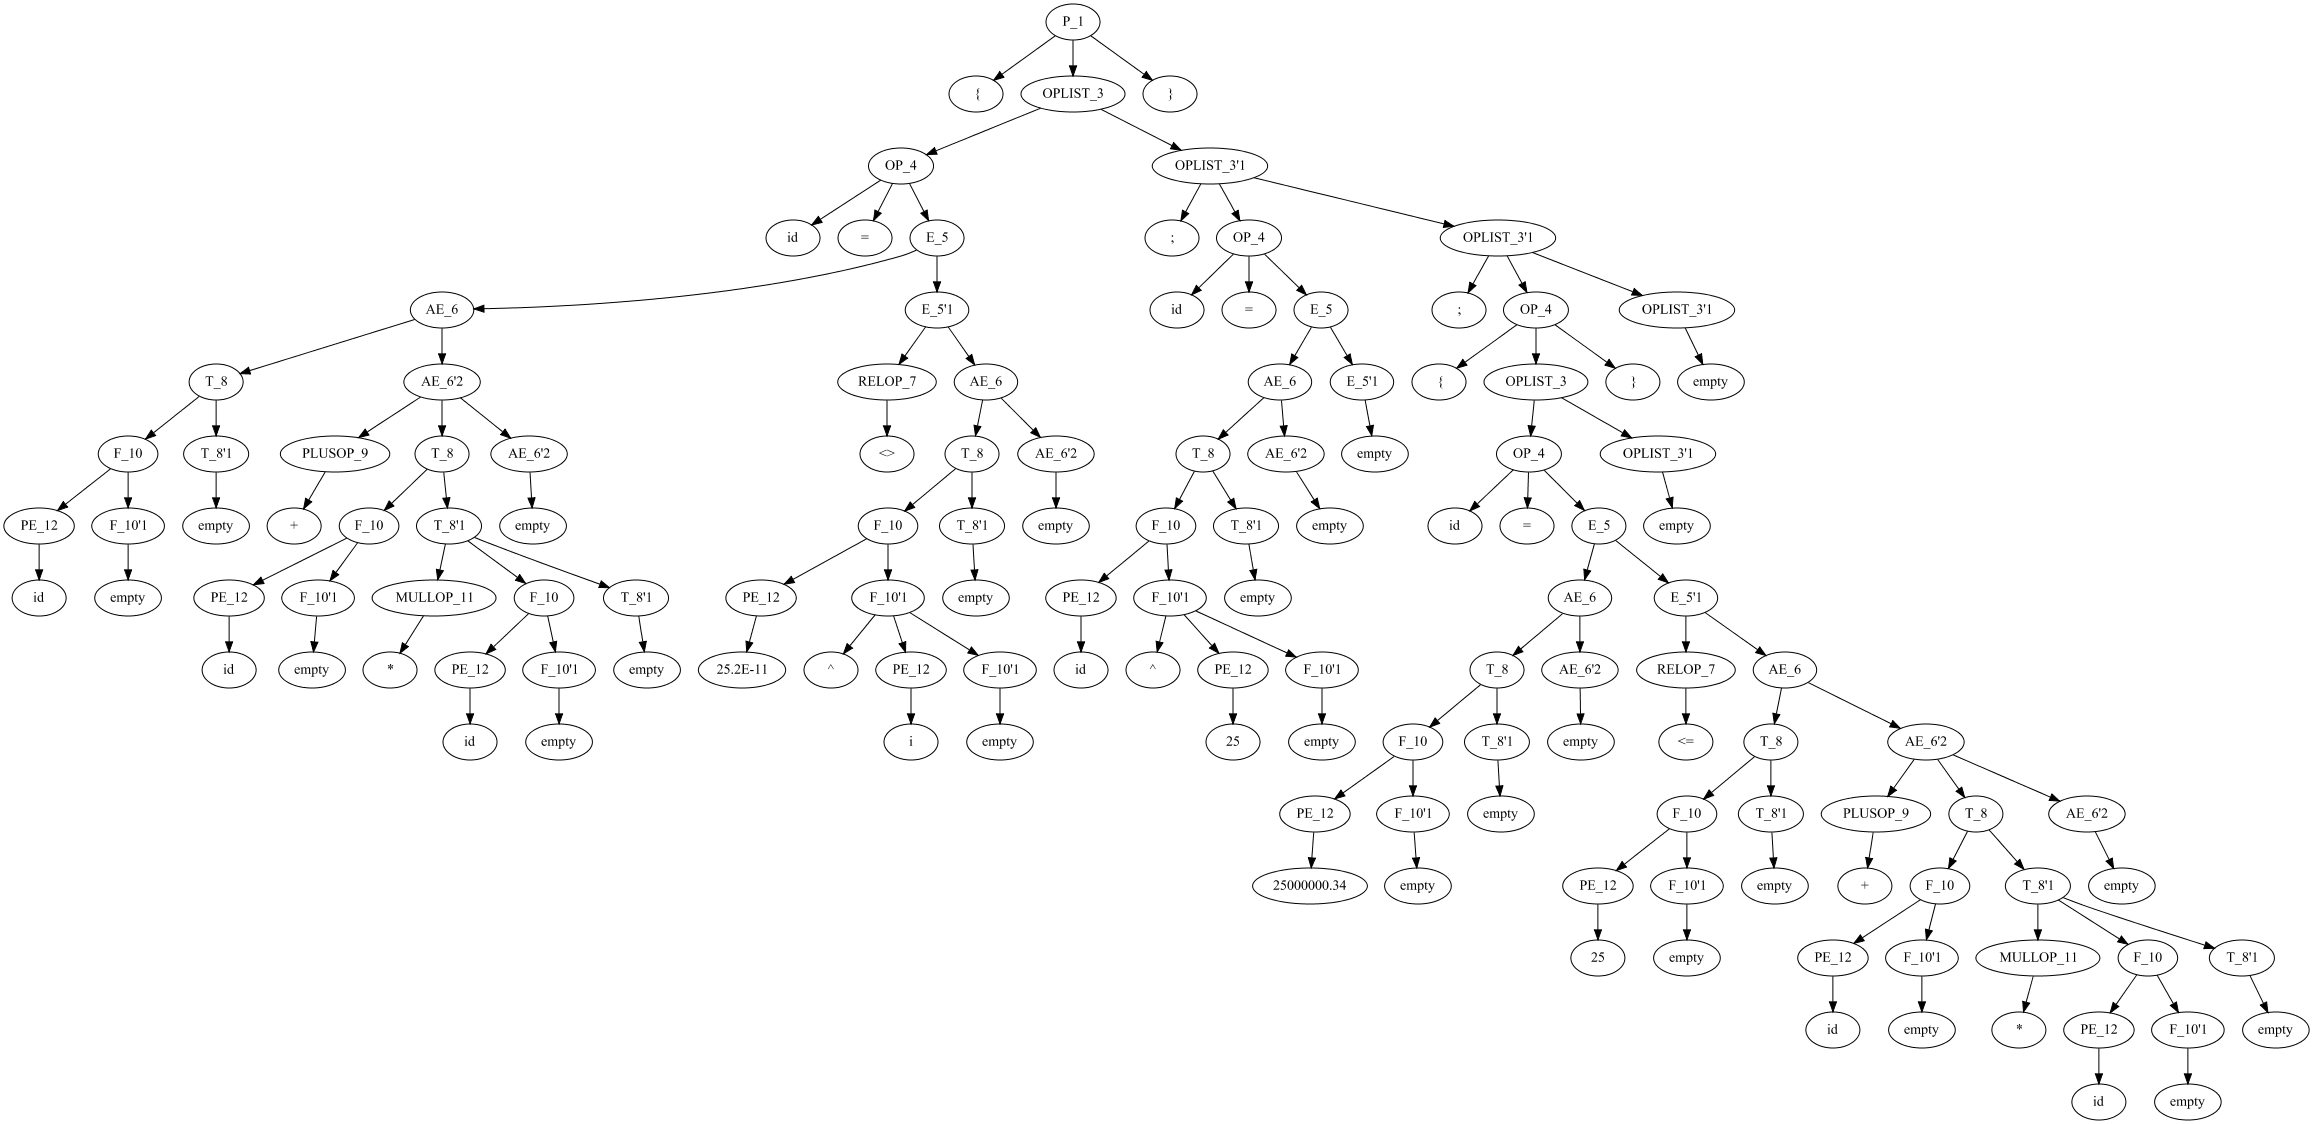 P_1
{ OPLIST_3 }
OP_4 OPLIST_3'1
id = E_5 ; OP_4 OPLIST_3'1
AE_6 E_5'1 id = E_5 ; OP_4 OPLIST_3'1
T_8 AE_6'2 RELOP_7 AE_6 AE_6 E_5'1 { OPLIST_3 } empty
F_10 T_8'1 PLUSOP_9 T_8 AE_6'2 <> T_8 AE_6'2 T_8 AE_6'2 empty OP_4 OPLIST_3'1
PE_12 F_10'1 empty + F_10 T_8'1 empty F_10 T_8'1 empty F_10 T_8'1 empty id = E_5 empty
id empty PE_12 F_10'1 MULLOP_11 F_10 T_8'1 PE_12 F_10'1 empty PE_12 F_10'1 empty AE_6 E_5'1
id empty * PE_12 F_10'1 empty 25.2E-11 ^ PE_12 F_10'1 id ^ PE_12 F_10'1 T_8 AE_6'2 RELOP_7 AE_6
id empty i empty 25 empty F_10 T_8'1 empty <= T_8 AE_6'2
PE_12 F_10'1 empty F_10 T_8'1 PLUSOP_9 T_8 AE_6'2
25000000.34 empty PE_12 F_10'1 empty + F_10 T_8'1 empty
25 empty PE_12 F_10'1 MULLOP_11 F_10 T_8'1
id empty * PE_12 F_10'1 empty
id empty